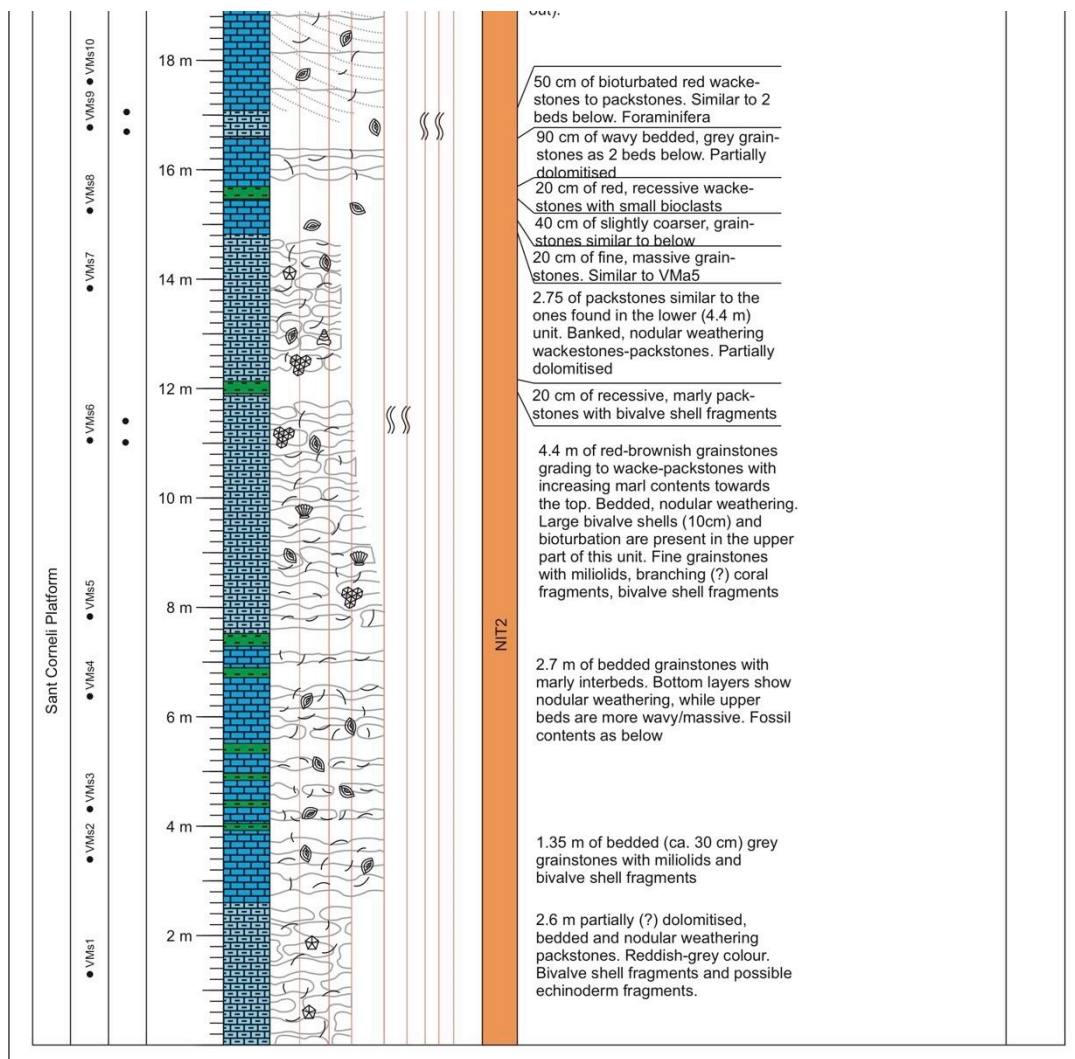 out).
50 cm of bioturbated red wacke-
stones to packstones. Similar to 2
beds below. Foraminifera
90 cm of wavy bedded, grey grain-
stones as 2 beds below. Partially
dolomitised
20 cm of red, recessive wacke-
stones with small bioclasts
40 cm of slightly coarser, grain-
stones similar to below
20 cm of fine, massive grain-
stones. Similar to VMa5
2.75 of packstones similar to the
ones found in the lower (4.4 m)
unit. Banked, nodular weathering
wackestones-packstones. Partially
dolomitised
20 cm of recessive, marly pack-
stones with bivalve shell fragments
4.4 m of red-brownish grainstones
grading to wacke-packstones with
increasing marl contents towards
the top. Bedded, nodular weathering.
Large bivalve shells (10cm) and
bioturbation are present in the upper
part of this unit. Fine grainstones
with miliolids, branching (?) coral
fragments, bivalve shell fragments
2.7 m of bedded grainstones with
marly interbeds. Bottom layers show
nodular weathering, while upper
beds are more wavy/massive. Fossil
contents as below
1.35 m of bedded (ca. 30 cm) grey
grainstones with miliolids and
bivalve shell fragments
2.6 m partially (?) dolomitised,
bedded and nodular weathering
packstones. Reddish-grey colour.
Bivalve shell fragments and possible
echinoderm fragments.
Sant Corneli Platform
VMs10
VMs9
VMs8
VMs7
VMs6
VMs5
VMs4
VMs3
VMs2
VMs1
18 m
16 m
14 m
12 m
10 m
8 m
6 m
4 m
2 m
NIT2